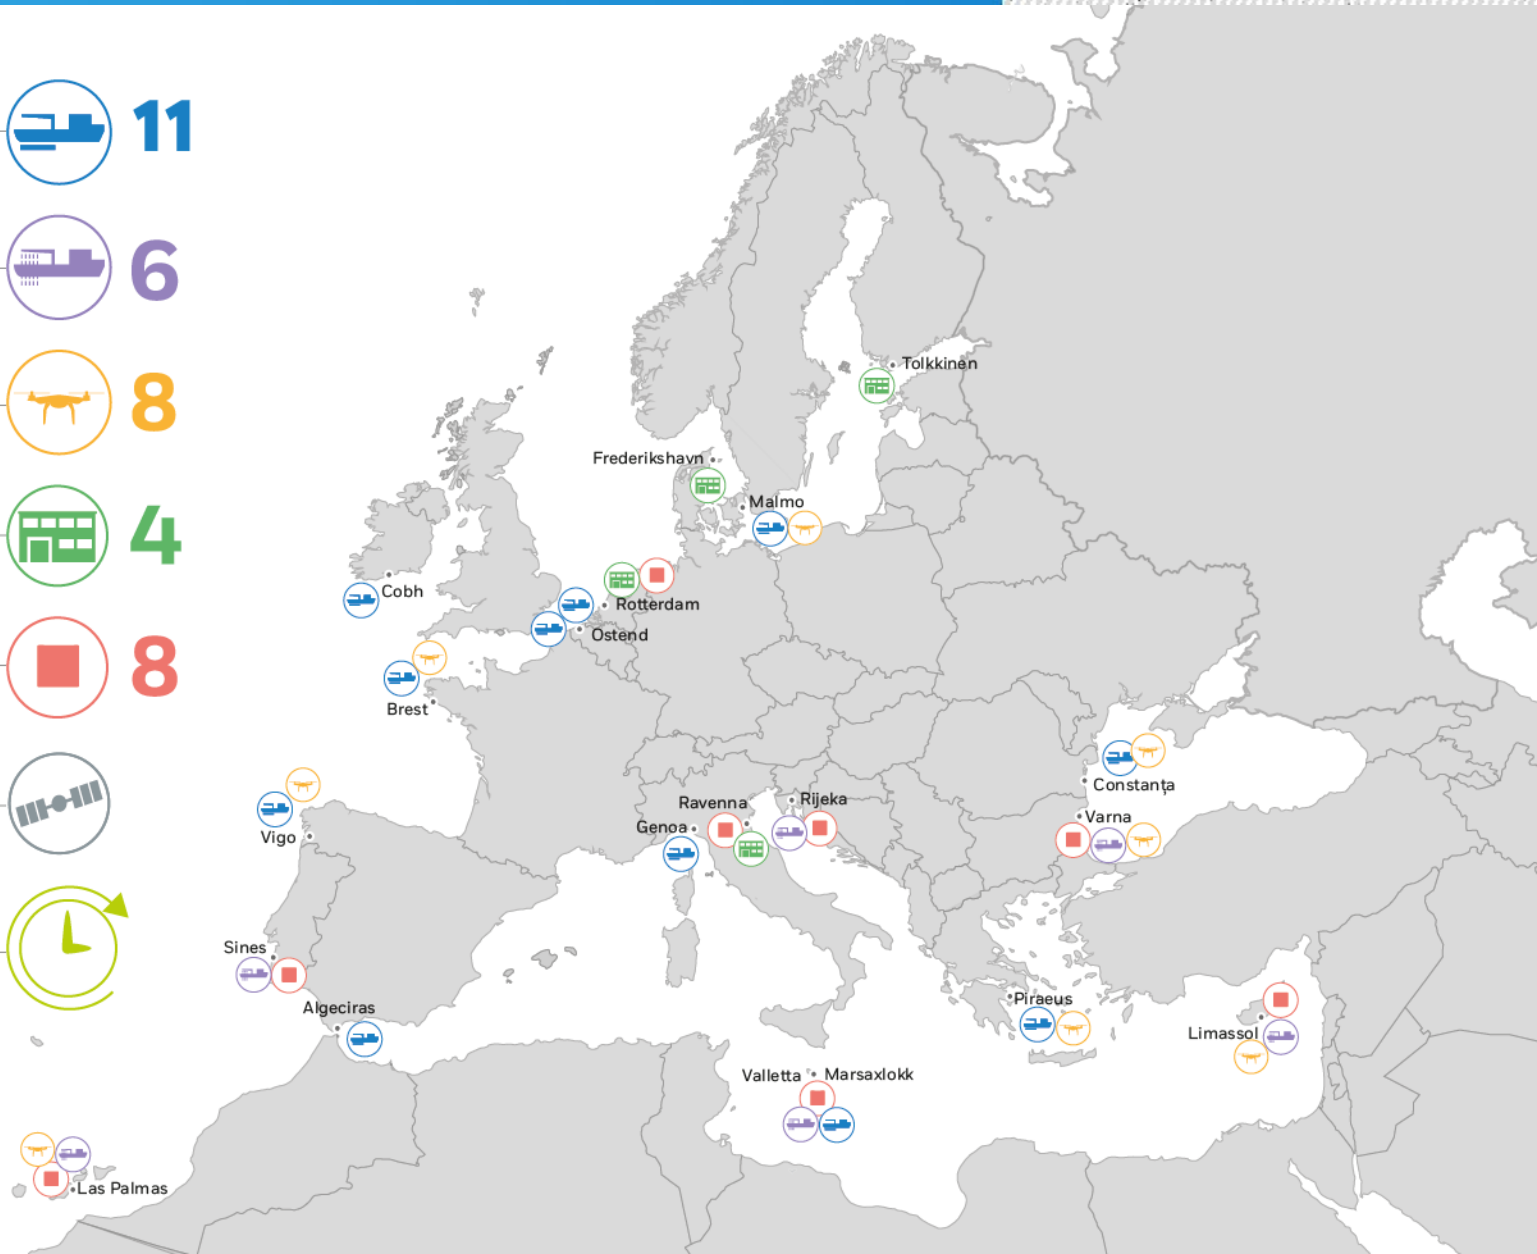 11
6
8
4
8
Tolkkinen
Frederikshavn
Malmo
Cobh
Rotterdam
Ostend
Brest
Constanţa
Ravenna
Rijeka
Varna
Genoa
Vigo
Sines
Algeciras
Piraeus
Limassol
Valletta
Marsaxlokk
Las Palmas